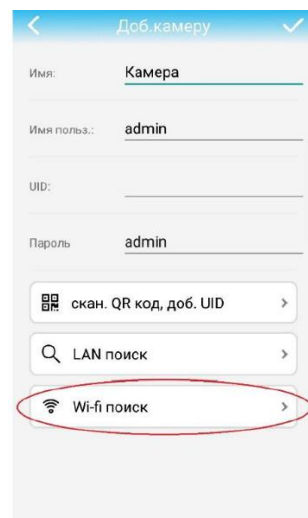 Доб.камеру
Имя: Камера
Имя польз.: admin
UID:
Пароль admin
скан. QR код, доб. UID
LAN поиск
Wi-fi поиск